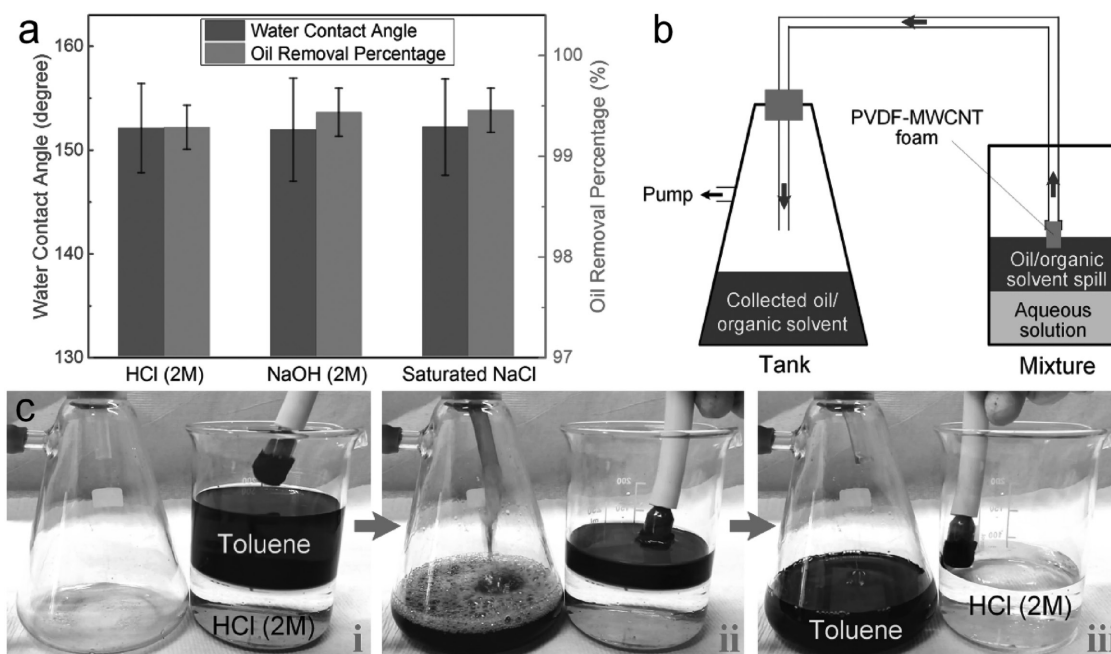 a
Water Contact Angle
Oil Removal Percentage
Water Contact Angle (degree)
160
150
140
130
100
99
98
97
Oil Removal Percentage (%)
HCl (2M)
NaOH (2M)
Saturated NaCl
b
PVDF-MWCNT
foam
Pump
Collected oil/
organic solvent
Tank
Oil/organic
solvent spill
Aqueous
solution
Mixture
c
Toluene
HCl (2M)
i
ii
Toluene
HCl (2M)
iii